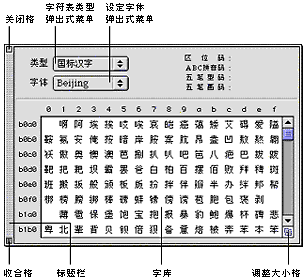 字符表类型 设定字体
关闭格 弹出式菜单 弹出式菜单
类型 国标汉字 区位码：
ABC拼音码：
字体 Beijing 五笔型码：
五笔画码：
0 1 2 3 4 5 6 7 8 9 a b c d e f
b0a0 啊 阿 埃 挨 哎 唉 哀 皑 癌 蔼 矮 艾 碍 爱 隘
b0b0 鞍 氨 安 俺 按 暗 岸 胺 案 肮 昂 盎 凹 敖 熬 翱
b0c0 袄 傲 奥 懊 澳 芭 捌 扒 叭 吧 笆 八 疤 巴 拔 跋
b0d0 靶 把 耙 坝 霸 罢 爸 白 柏 百 摆 佰 败 拜 稗 斑
b0e0 班 搬 扳 般 颁 板 版 扮 拌 伴 瓣 半 办 绊 邦 帮
b0f0 梆 榜 膀 绑 棒 磅 蚌 镑 傍 谤 苞 胞 包 褒 剥
b1a0 薄 雹 保 堡 饱 宝 抱 报 暴 豹 鲍 爆 杯 碑 悲
b1b0 卑 北 辈 背 贝 钡 倍 狈 备 惫 焙 被 奔 苯 本
收合格 标题栏 字库 调整大小格